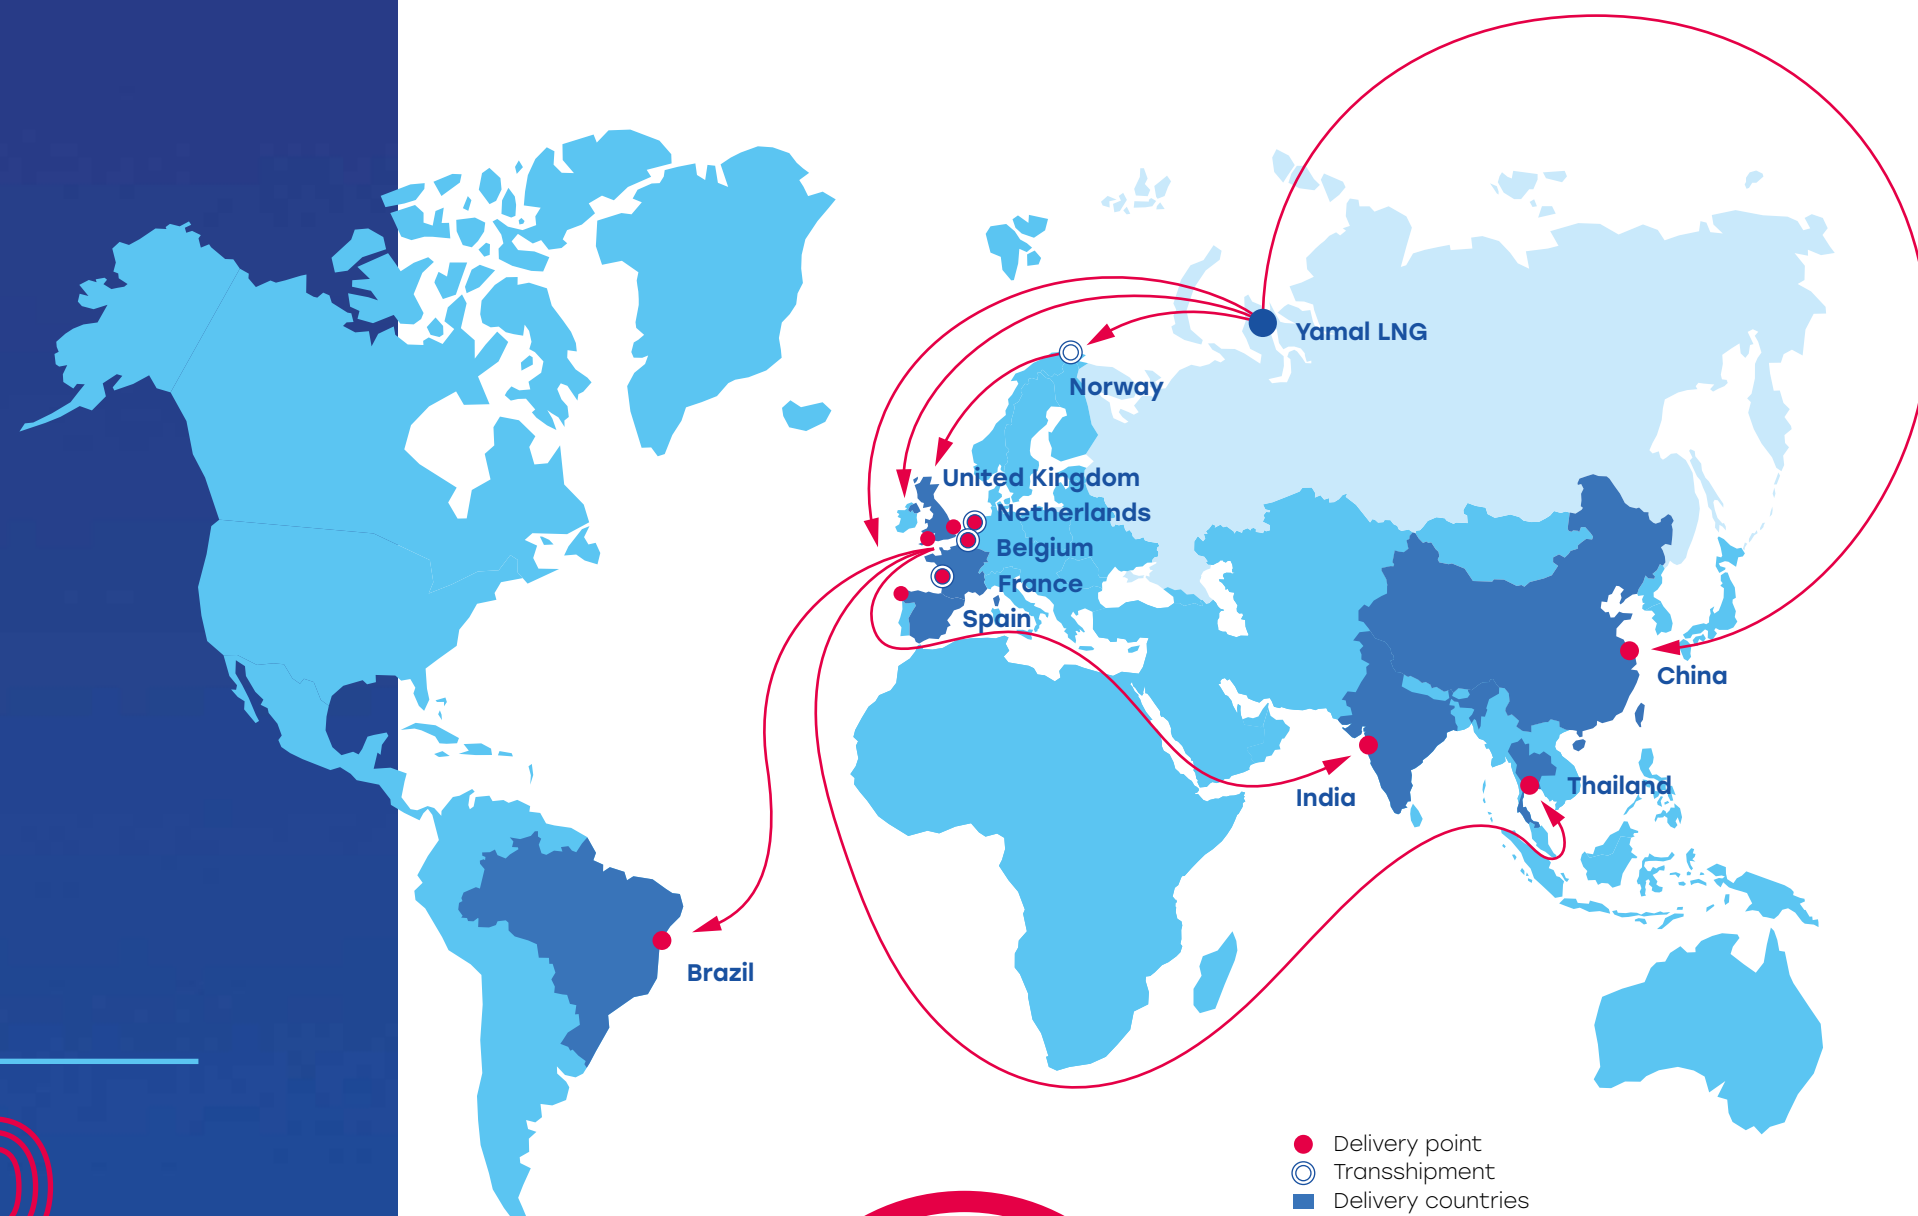 Yamal LNG
Norway
United Kingdom
Netherlands
Belgium
France
Spain
China
India
Thailand
Brazil
Delivery point
Transshipment
Delivery countries